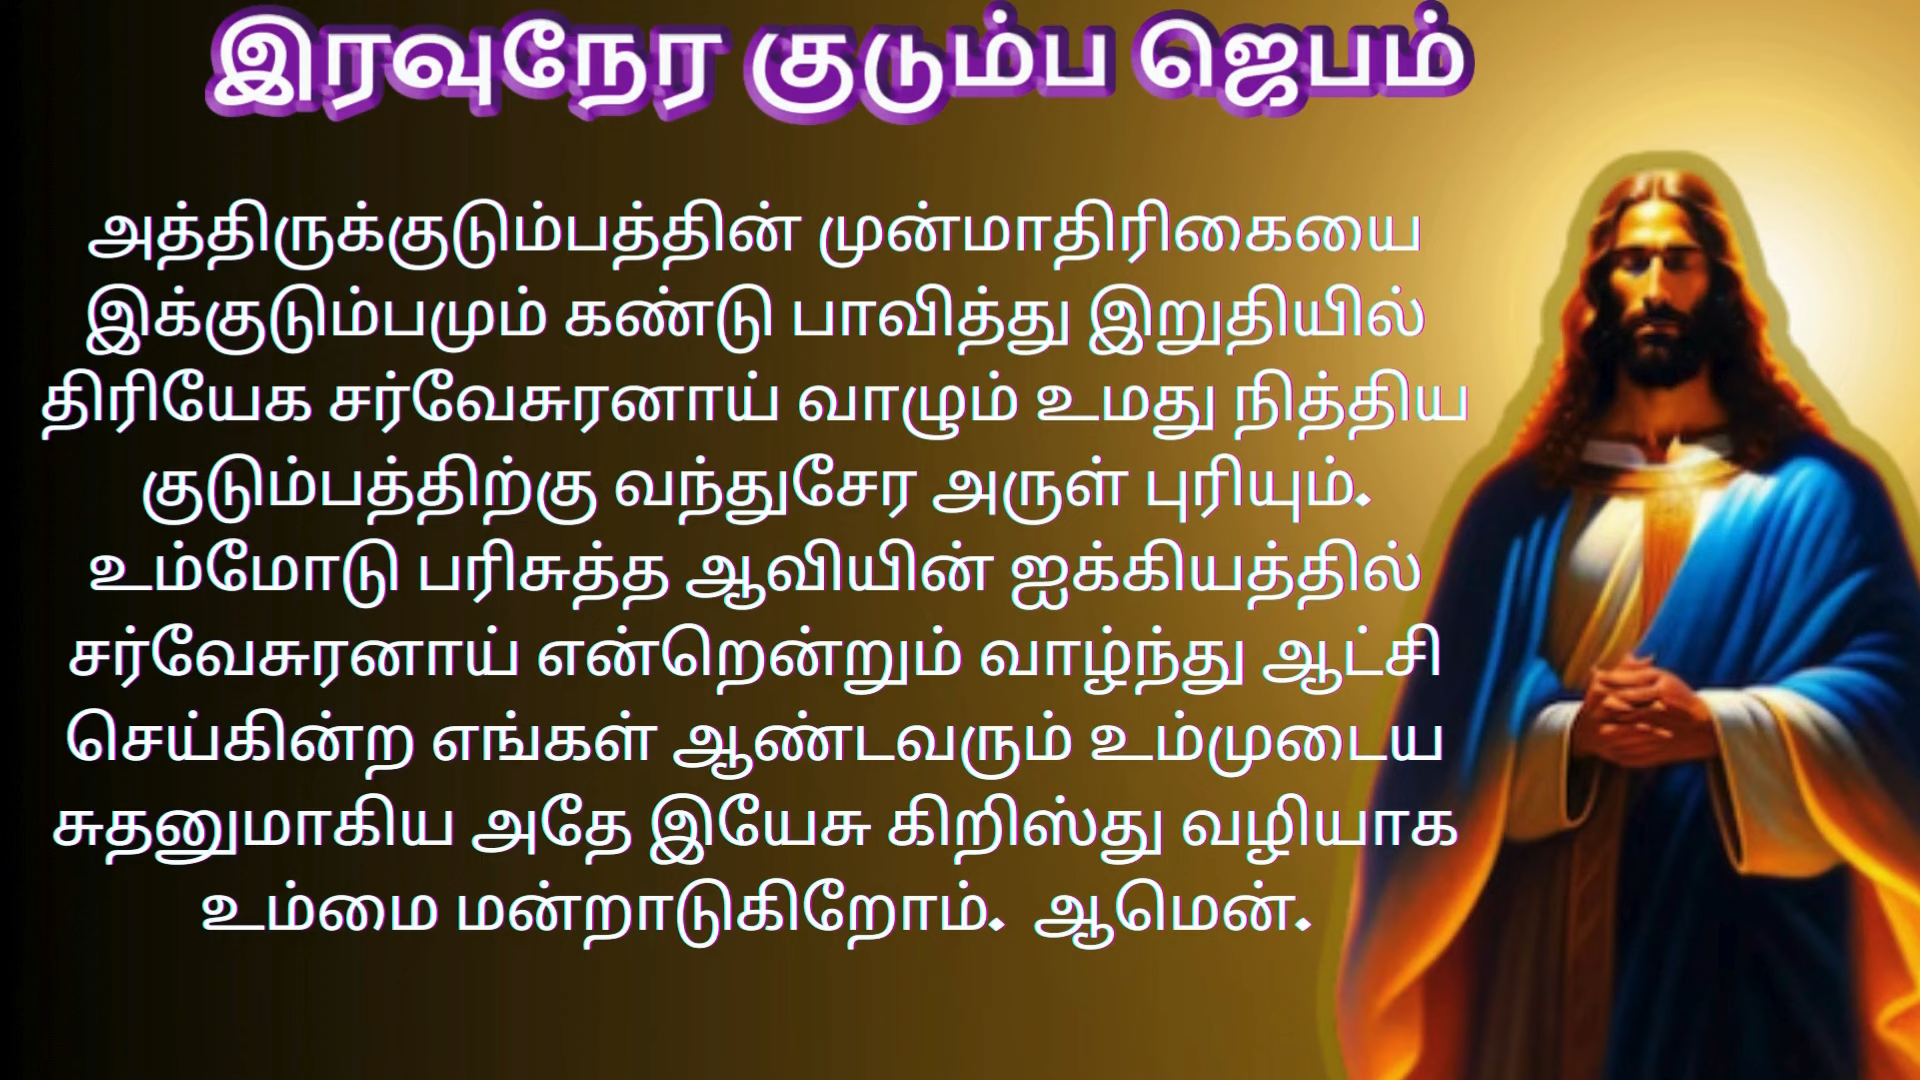 இரவுநேர குடும்ப ஜெபம்
அத்திருக்குடும்பத்தின் முன்மாதிரிகையை
இக்குடும்பமும் கண்டு பாவித்து இறுதியில்
திரியேக சர்வேசுரனாய் வாழும் உமது நித்திய
குடும்பத்திற்கு வந்துசேர அருள் புரியும்.
உம்மோடு பரிசுத்த ஆவியின் ஐக்கியத்தில்
சர்வேசுரனாய் என்றென்றும் வாழ்ந்து ஆட்சி
செய்கின்ற எங்கள் ஆண்டவரும் உம்முடைய
சுதனுமாகிய அதே இயேசு கிறிஸ்து வழியாக
உம்மை மன்றாடுகிறோம். ஆமென்.